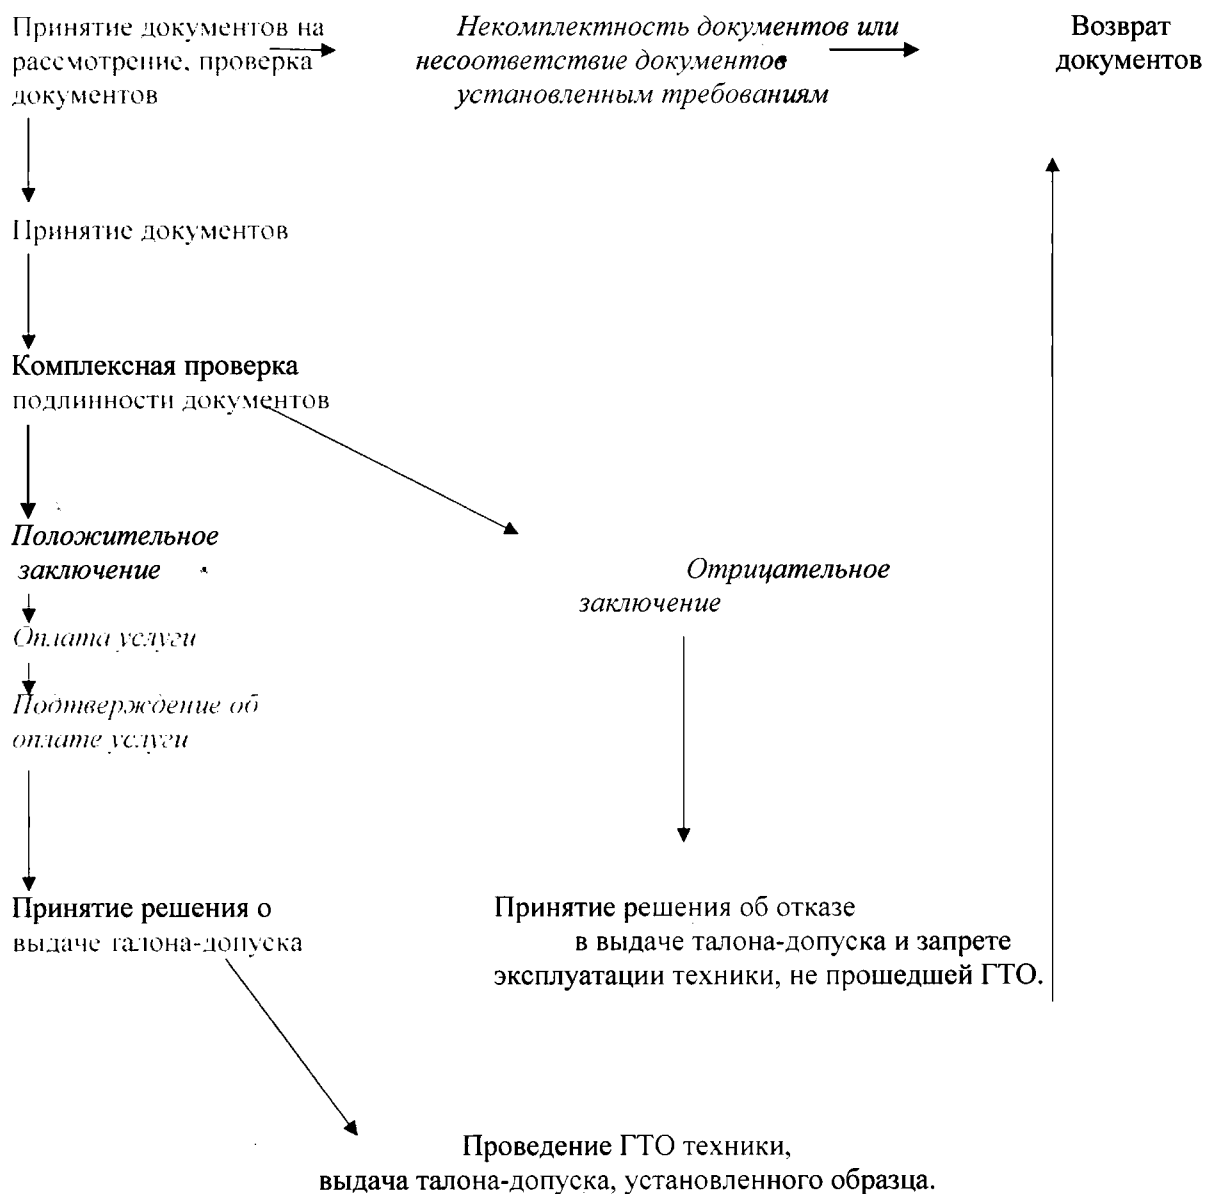 Принятие документов на
рассмотрение, проверка
документов
Некомплектность документов или
несоответствие документов
установленным требованиям
Возврат
документов
Принятие документов
Комплексная проверка
подлинности документов
Положительное
заключение
Отрицательное
заключение
Оплата услуги
Подтверждение об
оплате услуги
Принятие решения о
выдаче талона-допуска
Принятие решения об отказе
в выдаче талона-допуска и запрете
эксплуатации техники, не прошедшей ГТО.
Проведение ГТО техники,
выдача талона-допуска, установленного образца.